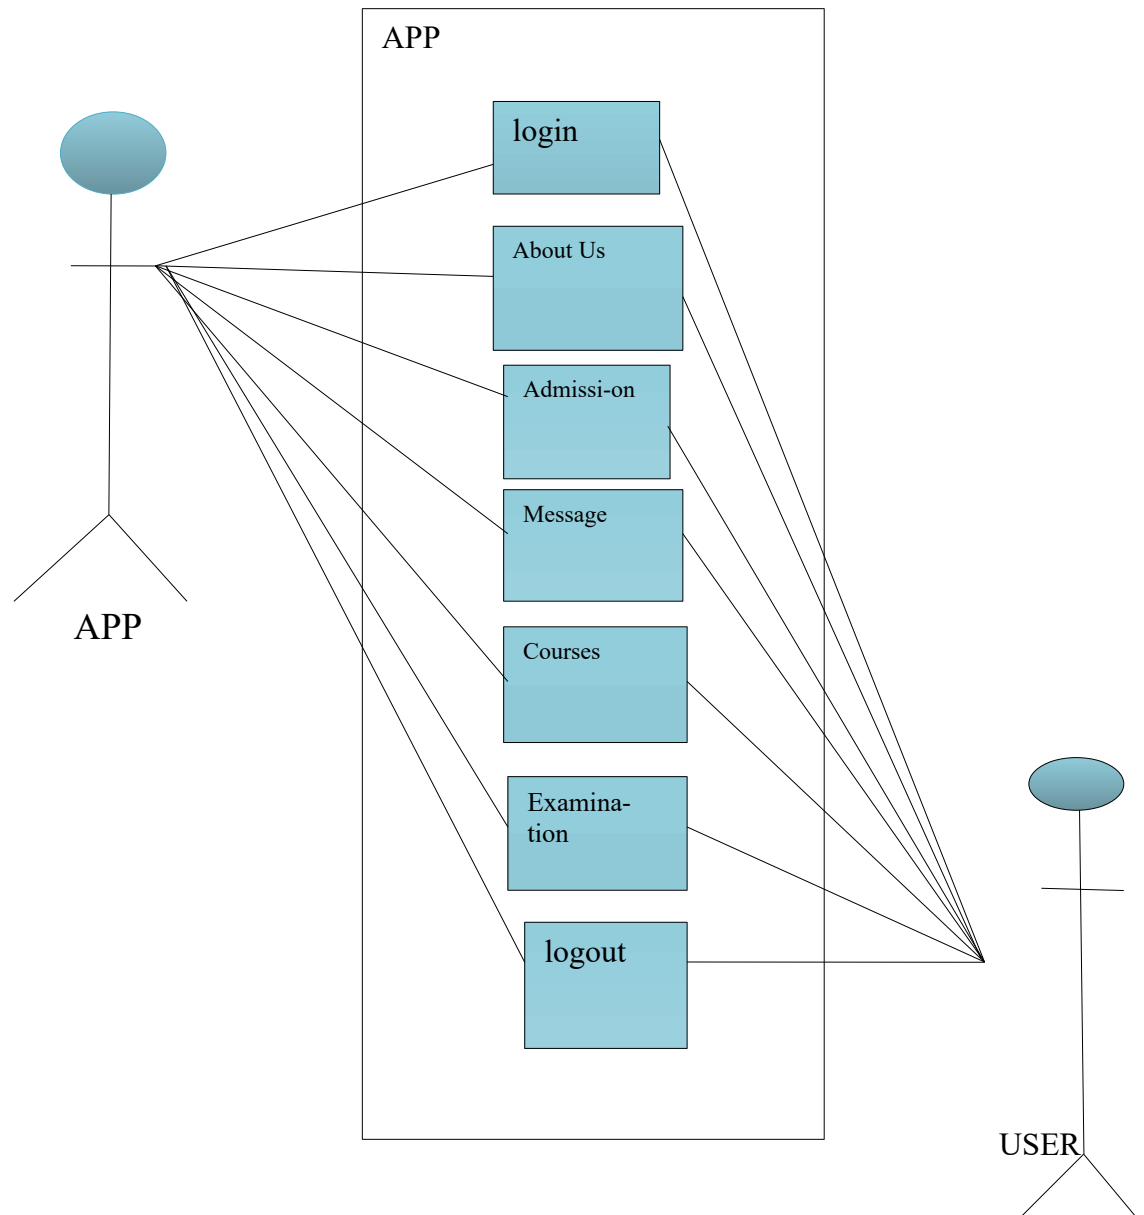 APP
login
About Us
Admissi-on
Message
APP
Courses
Examina-
tion
logout
USER